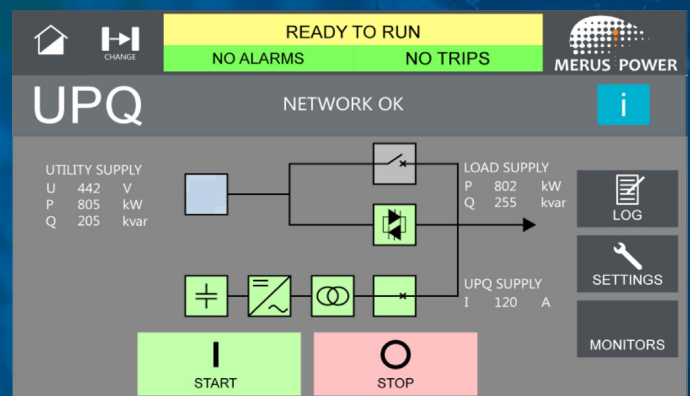 READY TO RUN
CHANGE
NO ALARMS NO TRIPS
MERUS POWER
UPQ NETWORK OK i
UTILITY SUPPLY
U 442 V
P 805 kW
Q 205 kvar
LOAD SUPPLY
P 802 kW
Q 255 kvar
LOG
SETTINGS
UPQ SUPPLY
I 120 A
MONITORS
START
STOP